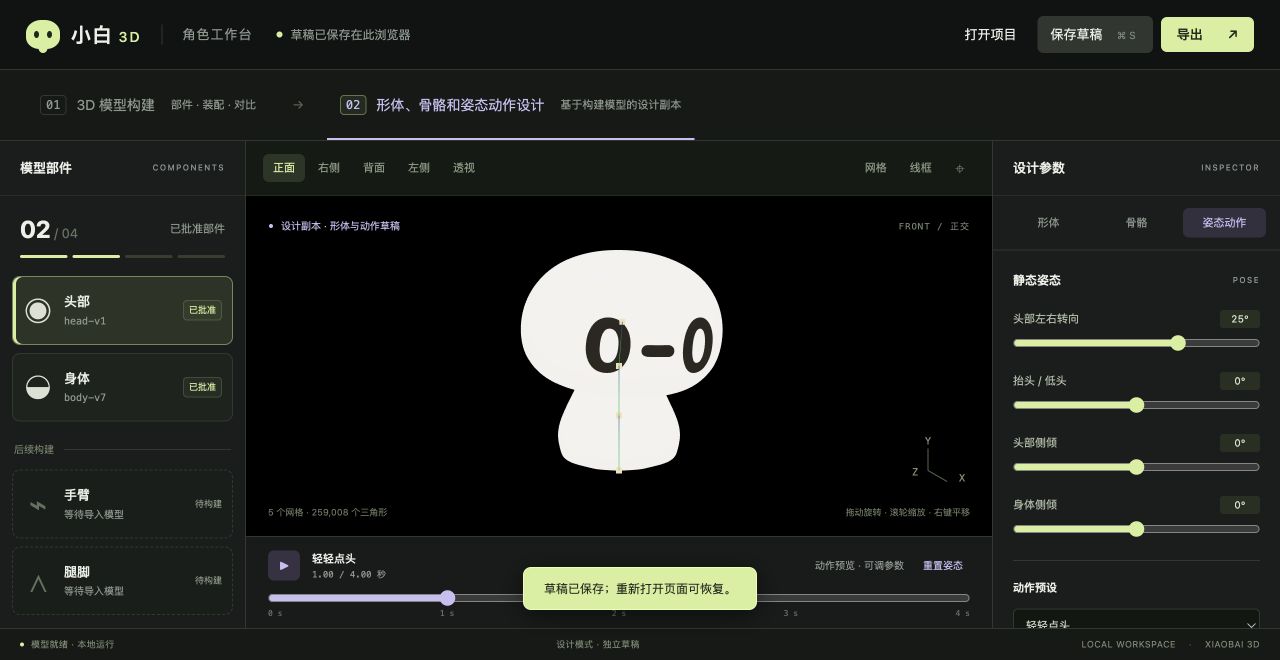 小白 3D
角色工作台
草稿已保存在此浏览器
打开项目
保存草稿 ⌘ S
导出 ↗
01 3D 模型构建 部件 · 装配 · 对比
→
02 形体、骨骼和姿态动作设计 基于构建模型的设计副本
模型部件 COMPONENTS
正面 右侧 背面 左侧 透视
网格 线框
设计参数 INSPECTOR
02 / 04 已批准部件
头部
head-v1
已批准
身体
body-v7
已批准
后续构建
手臂
等待导入模型
待构建
腿脚
等待导入模型
待构建
设计副本 · 形体与动作草稿
FRONT / 正交
Y
Z
X
5 个网格 · 259,008 个三角形
拖动旋转 · 滚轮缩放 · 右键平移
轻轻点头
1.00 / 4.00 秒
动作预览 · 可调参数
重置姿态
0 s 1 s 2 s 3 s 4 s
草稿已保存；重新打开页面可恢复。
形体 骨骼 姿态动作
静态姿态 POSE
头部左右转向 25°
抬头 / 低头 0°
头部侧倾 0°
身体侧倾 0°
动作预设
轻轻点头
模型就绪 · 本地运行
设计模式 · 独立草稿
LOCAL WORKSPACE · XIAOBAI 3D